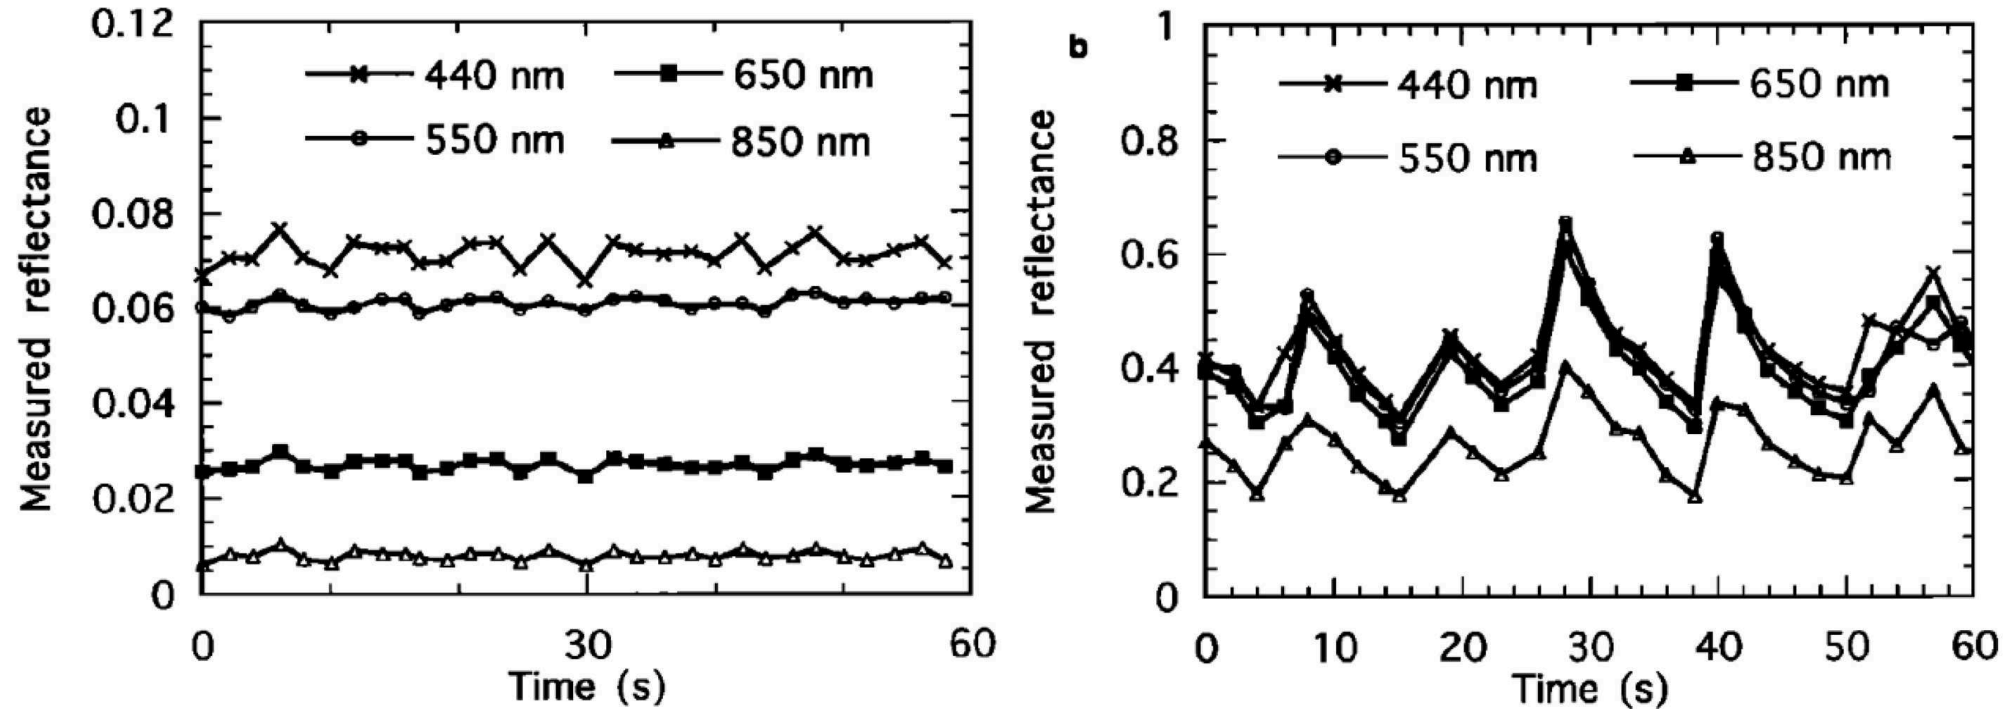 0.12
0.1
0.08
0.06
0.04
0.02
0
Measured reflectance
440 nm 650 nm
550 nm 850 nm
0 30 60
Time (s)
b
1
0.8
0.6
0.4
0.2
0
Measured reflectance
440 nm 650 nm
550 nm 850 nm
0 10 20 30 40 50 60
Time (s)